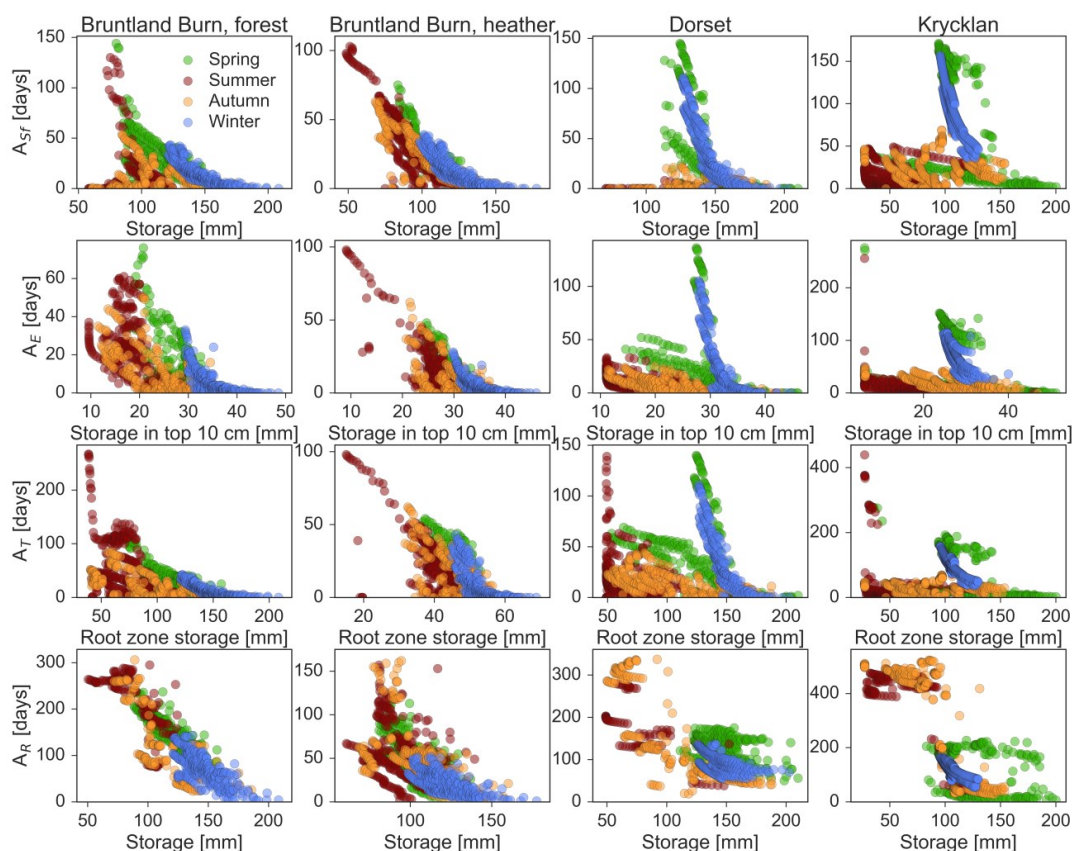 Bruntland Burn, forest Bruntland Burn, heather Dorset Krycklan
Spring
Summer
Autumn
Winter
A_Sf [days]
150
100
50
0
50 100 150 200
Storage [mm]
100
50
0
50 100 150
Storage [mm]
150
100
50
0
50 100 150 200
Storage [mm]
150
100
50
0
50 100 150 200
Storage [mm]
A_E [days]
60
40
20
0
10 20 30 40 50
Storage in top 10 cm [mm]
100
50
0
10 20 30 40
Storage in top 10 cm [mm]
100
50
0
10 20 30 40
Storage in top 10 cm [mm]
200
100
0
20 40
Storage in top 10 cm [mm]
A_T [days]
200
100
0
50 100 150 200
Root zone storage [mm]
100
50
0
20 40 60
Root zone storage [mm]
150
100
50
0
50 100 150 200
Root zone storage [mm]
400
200
0
50 100 150 200
Root zone storage [mm]
A_R [days]
300
200
100
0
50 100 150 200
Storage [mm]
150
100
50
0
50 100 150
Storage [mm]
300
200
100
0
50 100 150 200
Storage [mm]
400
200
0
50 100 150 200
Storage [mm]